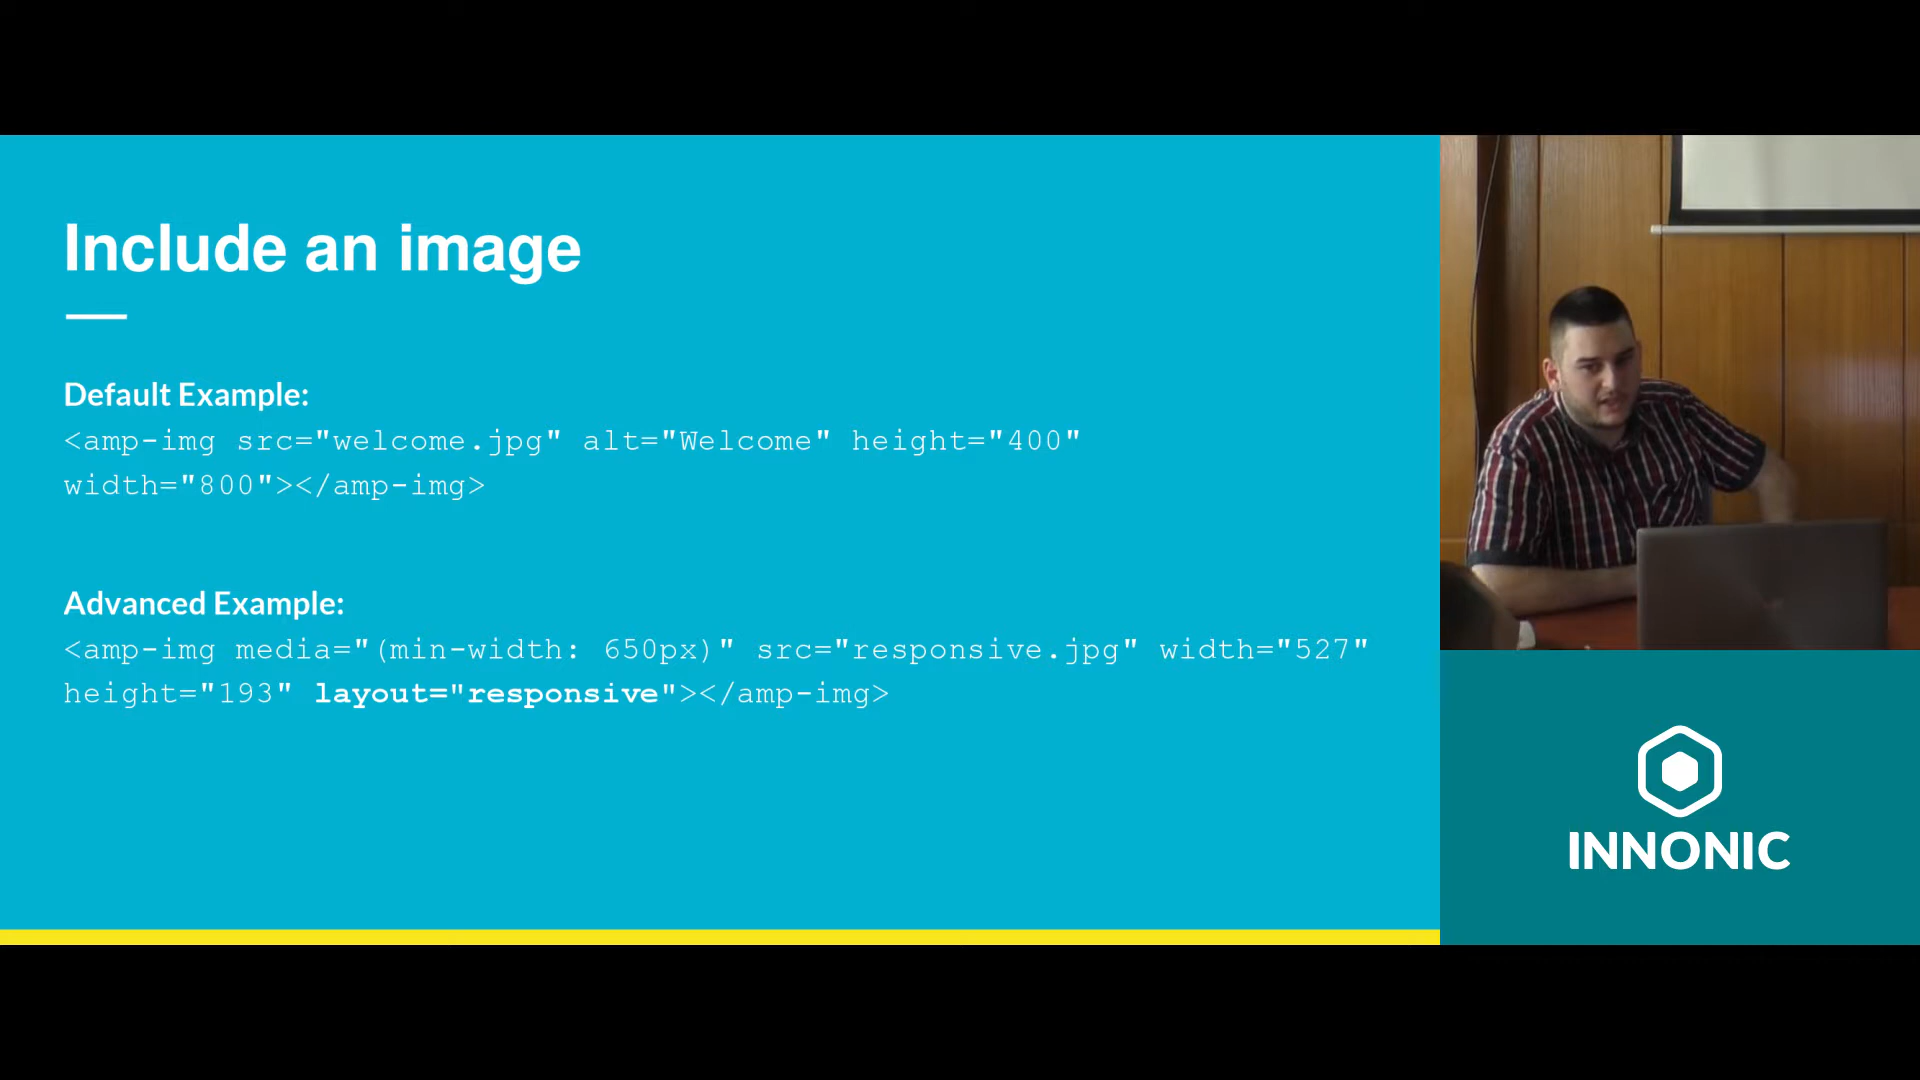 Include an image
Default Example:
<amp-img src="welcome.jpg" alt="Welcome" height="400"
width="800"></amp-img>
Advanced Example:
<amp-img media="(min-width: 650px)" src="responsive.jpg" width="527"
height="193" layout="responsive"></amp-img>
INNONIC